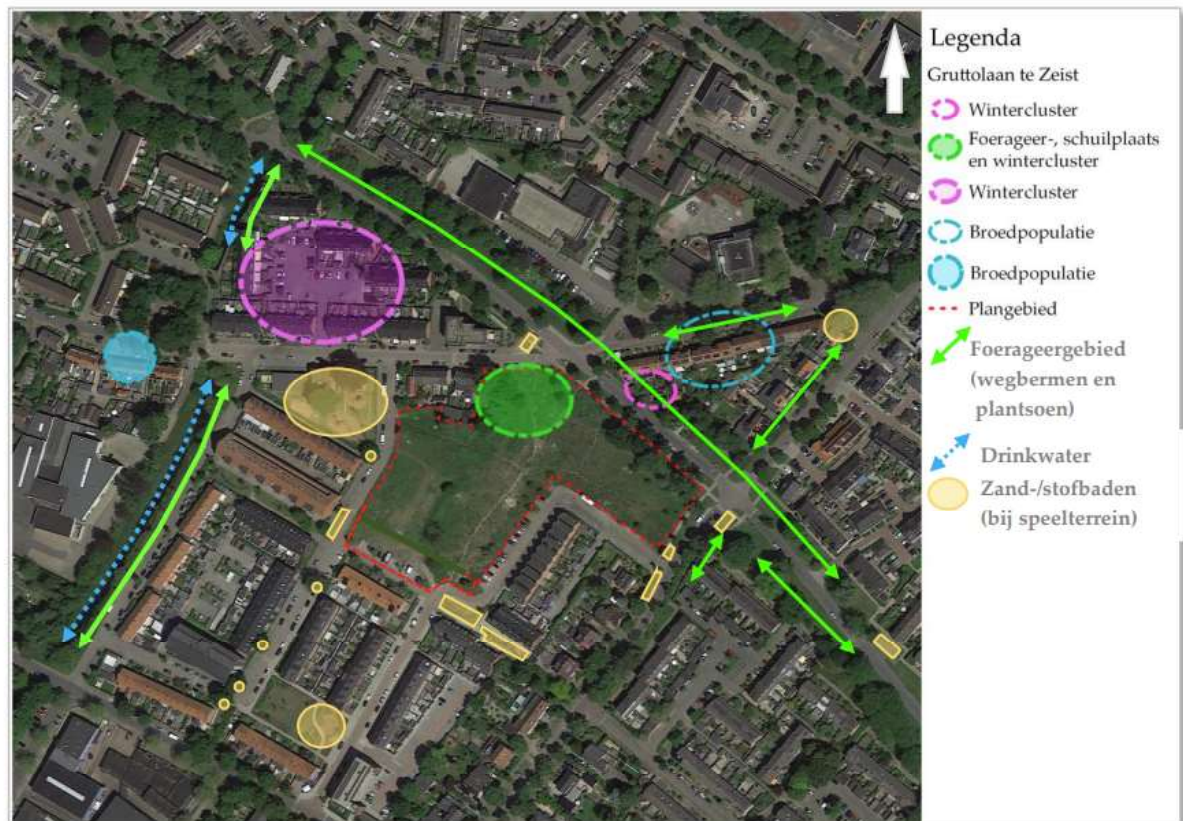 Legenda
Gruttolaan te Zeist
Wintercluster
Foerageer-, schuilplaats
en wintercluster
Wintercluster
Broedpopulatie
Broedpopulatie
Plangebied
Foerageergebied
(wegbermen en
plantsoen)
Drinkwater
Zand-/stofbaden
(bij speelterrein)